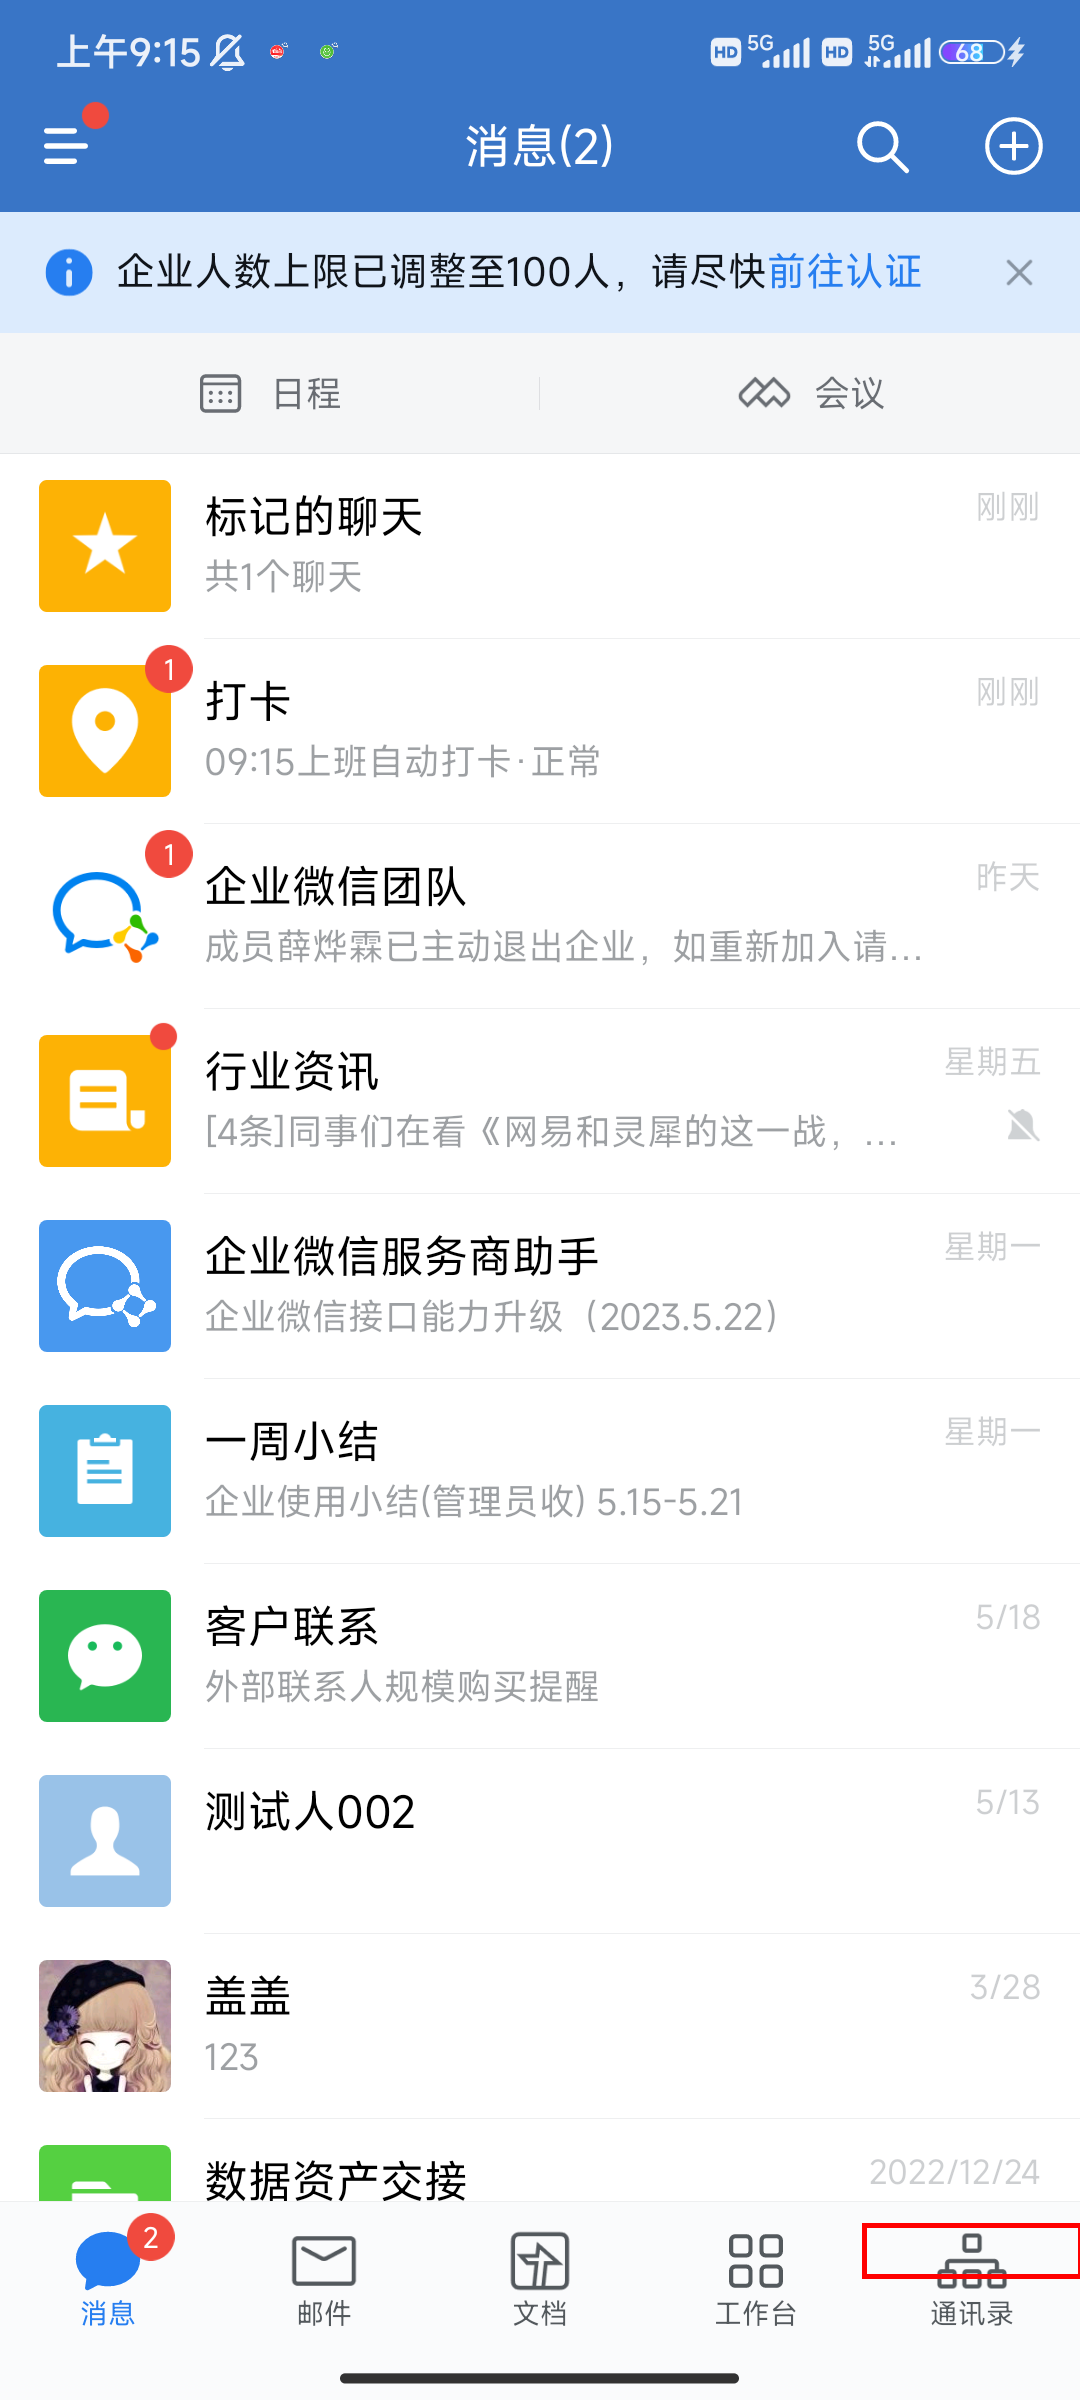 上午9:15 HD 5G HD 5G 68
消息(2)
企业人数上限已调整至100人，请尽快前往认证
日程 会议
标记的聊天 刚刚
共1个聊天
1
打卡 刚刚
09:15上班自动打卡·正常
1
企业微信团队 昨天
成员薛烨霖已主动退出企业，如重新加入请...
行业资讯 星期五
[4条]同事们在看《网易和灵犀的这一战，...
企业微信服务商助手 星期一
企业微信接口能力升级（2023.5.22）
一周小结 星期一
企业使用小结(管理员收) 5.15-5.21
客户联系 5/18
外部联系人规模购买提醒
测试人002 5/13
盖盖 3/28
123
数据资产交接 2022/12/24
2
消息 邮件 文档 工作台 通讯录